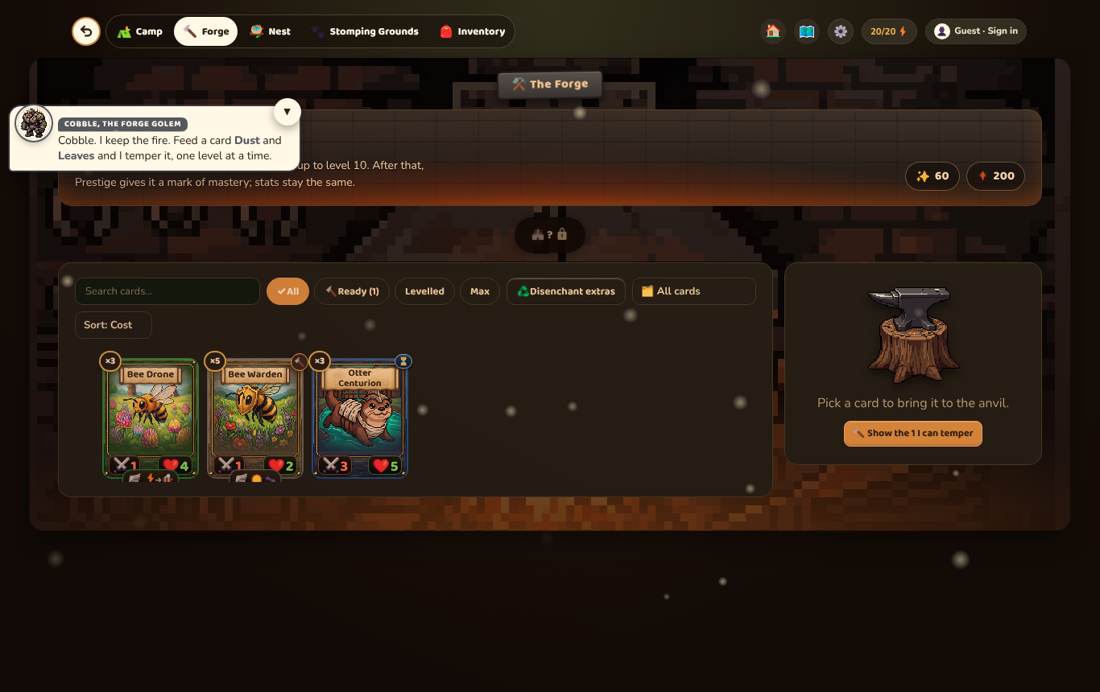 Camp
Forge
Nest
Stomping Grounds
Inventory
20/20
Guest · Sign in
The Forge
COBBLE, THE FORGE GOLEM
Cobble. I keep the fire. Feed a card Dust and
Leaves and I temper it, one level at a time.
up to level 10. After that,
Prestige gives it a mark of mastery; stats stay the same.
60
200
?
Search cards...
All
Ready (1)
Levelled
Max
Disenchant extras
All cards
Sort: Cost
×3
Bee Drone
1
4
×5
Bee Warden
1
2
×3
Otter
Centurion
3
5
Pick a card to bring it to the anvil.
Show the 1 I can temper